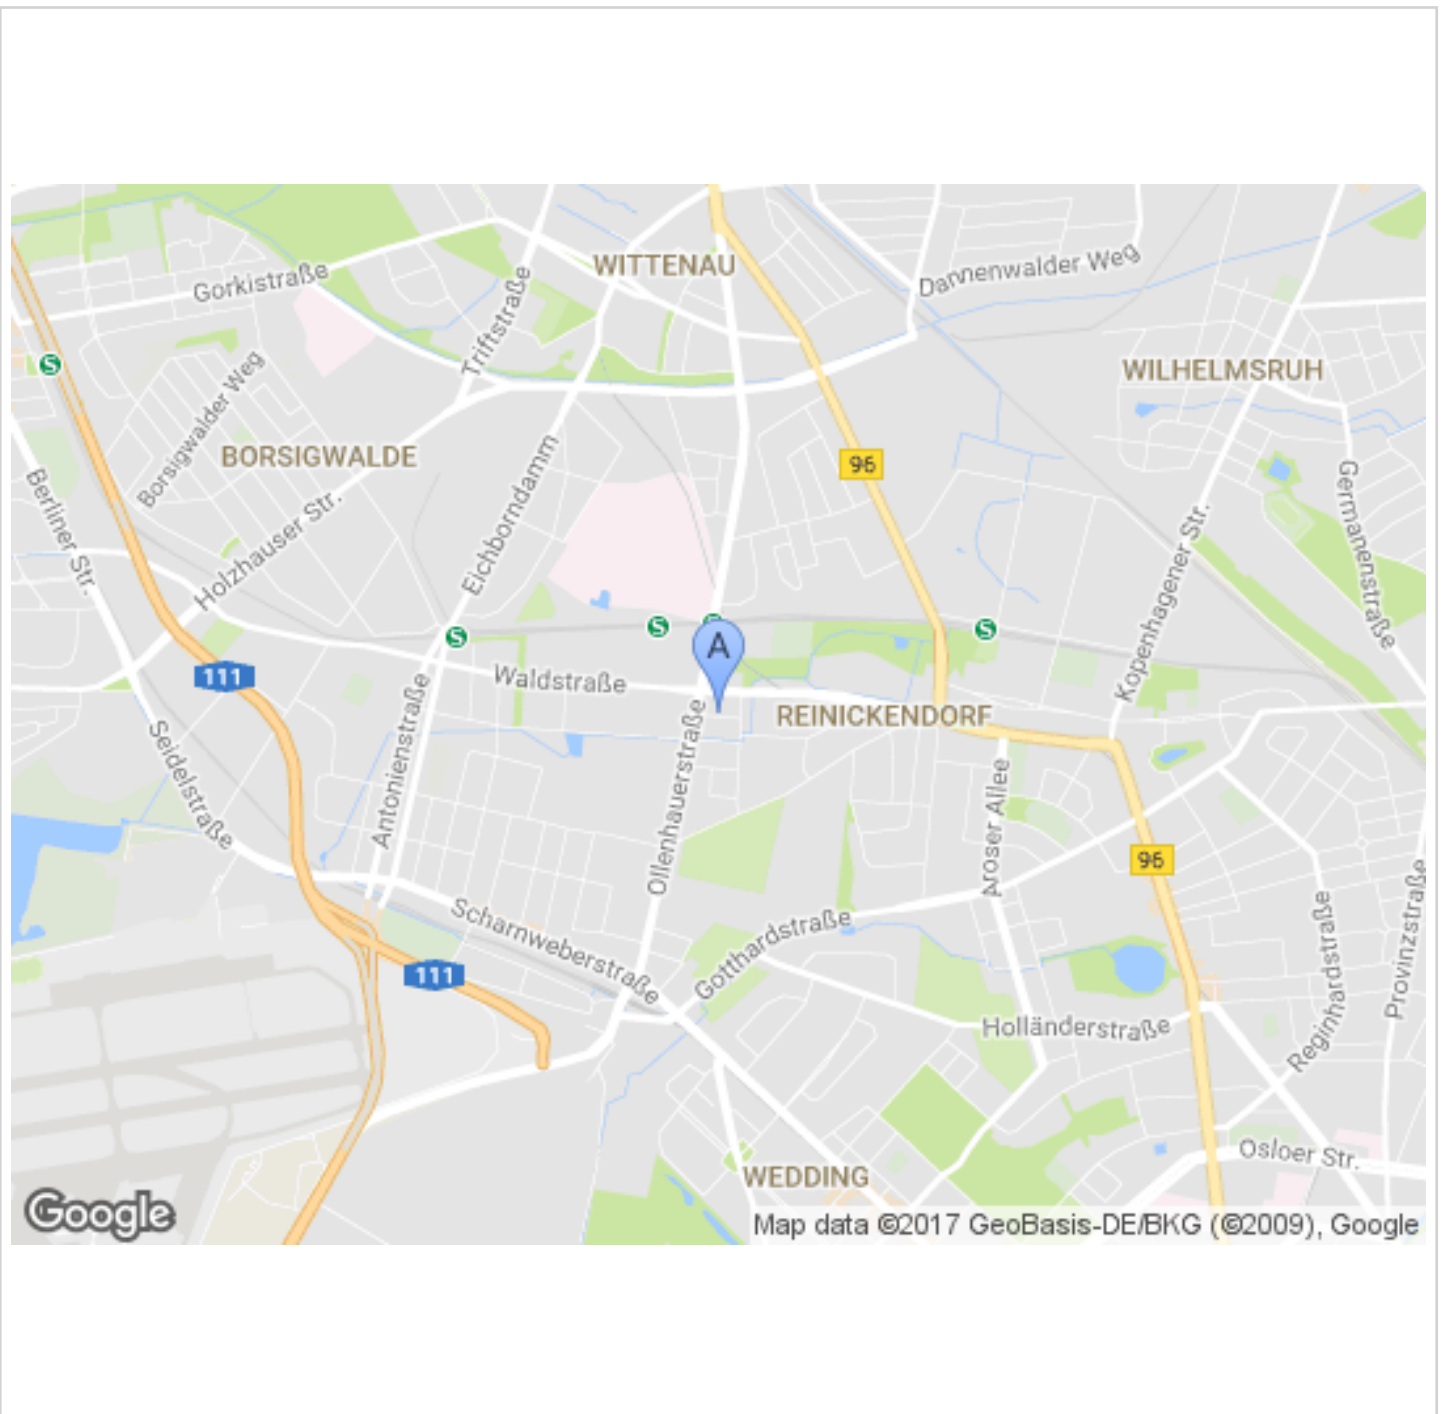 WITTENAU
Dannenwalder Weg
Gorkistraße
Triftstraße
S
WILHELMSRUH
Borsigwalder Weg
BORSIGWALDE
96
Berliner Str.
Holzhauser Str.
Eichborndamm
Germanenstraße
Kopenhagener Str.
S
S
S
S
A
111
Waldstraße
REINICKENDORF
Seidelstraße
Antonienstraße
Ollenhauerstraße
Aroser Allee
96
Scharnweberstraße
Gotthardstraße
Provinzstraße
111
Holländerstraße
Reginhardstraße
WEDDING
Osloer Str.
Google
Map data ©2017 GeoBasis-DE/BKG (©2009), Google